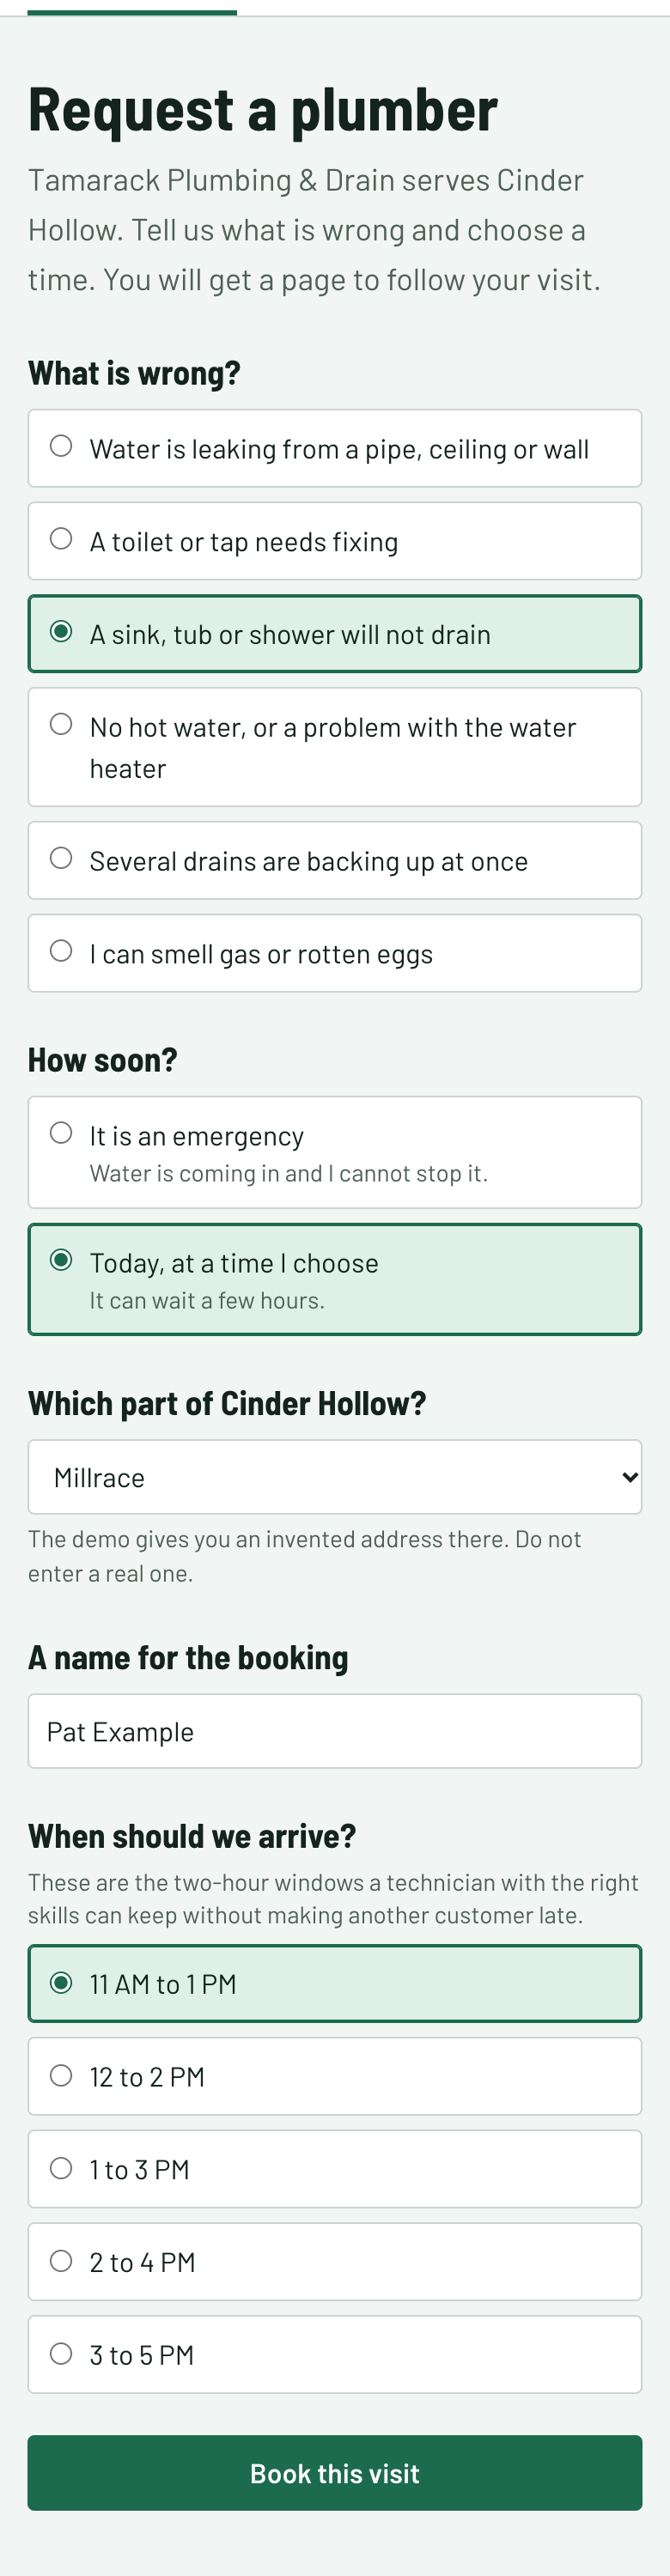 Request a plumber
Tamarack Plumbing & Drain serves Cinder
Hollow. Tell us what is wrong and choose a
time. You will get a page to follow your visit.
What is wrong?
Water is leaking from a pipe, ceiling or wall
A toilet or tap needs fixing
A sink, tub or shower will not drain
No hot water, or a problem with the water
heater
Several drains are backing up at once
I can smell gas or rotten eggs
How soon?
It is an emergency
Water is coming in and I cannot stop it.
Today, at a time I choose
It can wait a few hours.
Which part of Cinder Hollow?
Millrace
The demo gives you an invented address there. Do not
enter a real one.
A name for the booking
Pat Example
When should we arrive?
These are the two-hour windows a technician with the right
skills can keep without making another customer late.
11 AM to 1 PM
12 to 2 PM
1 to 3 PM
2 to 4 PM
3 to 5 PM
Book this visit